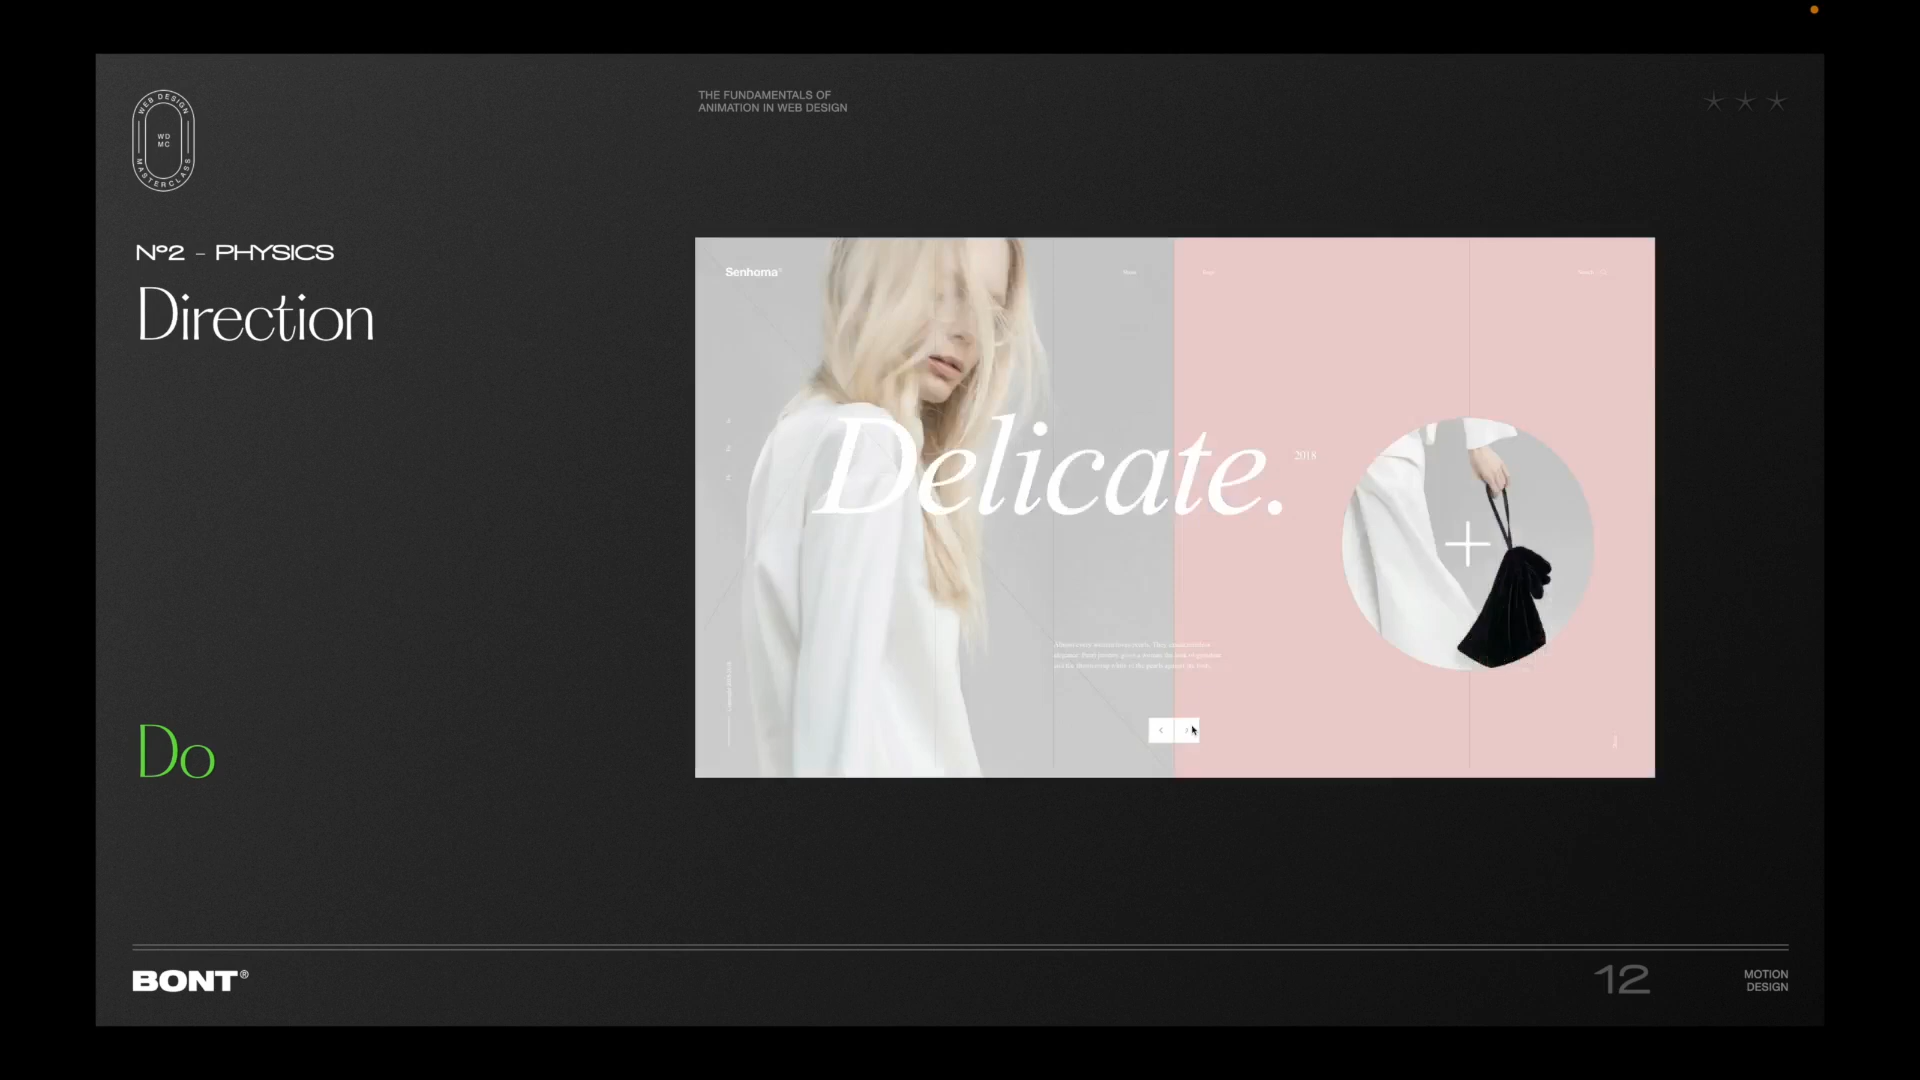 WEB DESIGN
WD
MC
MASTERCLASS
THE FUNDAMENTALS OF
ANIMATION IN WEB DESIGN
Nº2 - PHYSICS
Direction
Do
Senhoma®
Delicate.
2018
BONT®
12
MOTION
DESIGN